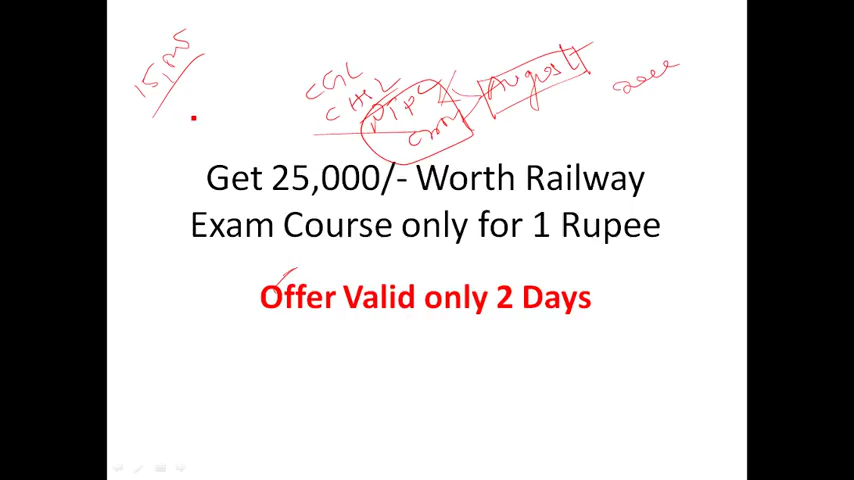 CGL
CHSL
NTPC
August
Get 25,000/- Worth Railway
Exam Course only for 1 Rupee
Offer Valid only 2 Days